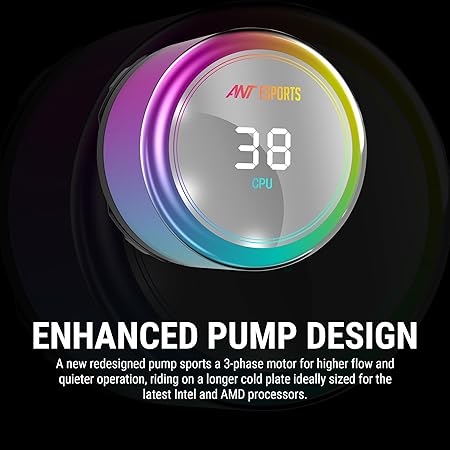 ANT ESPORTS
38
CPU
ENHANCED PUMP DESIGN
A new redesigned pump sports a 3-phase motor for higher flow and
quieter operation, riding on a longer cold plate ideally sized for the
latest Intel and AMD processors.